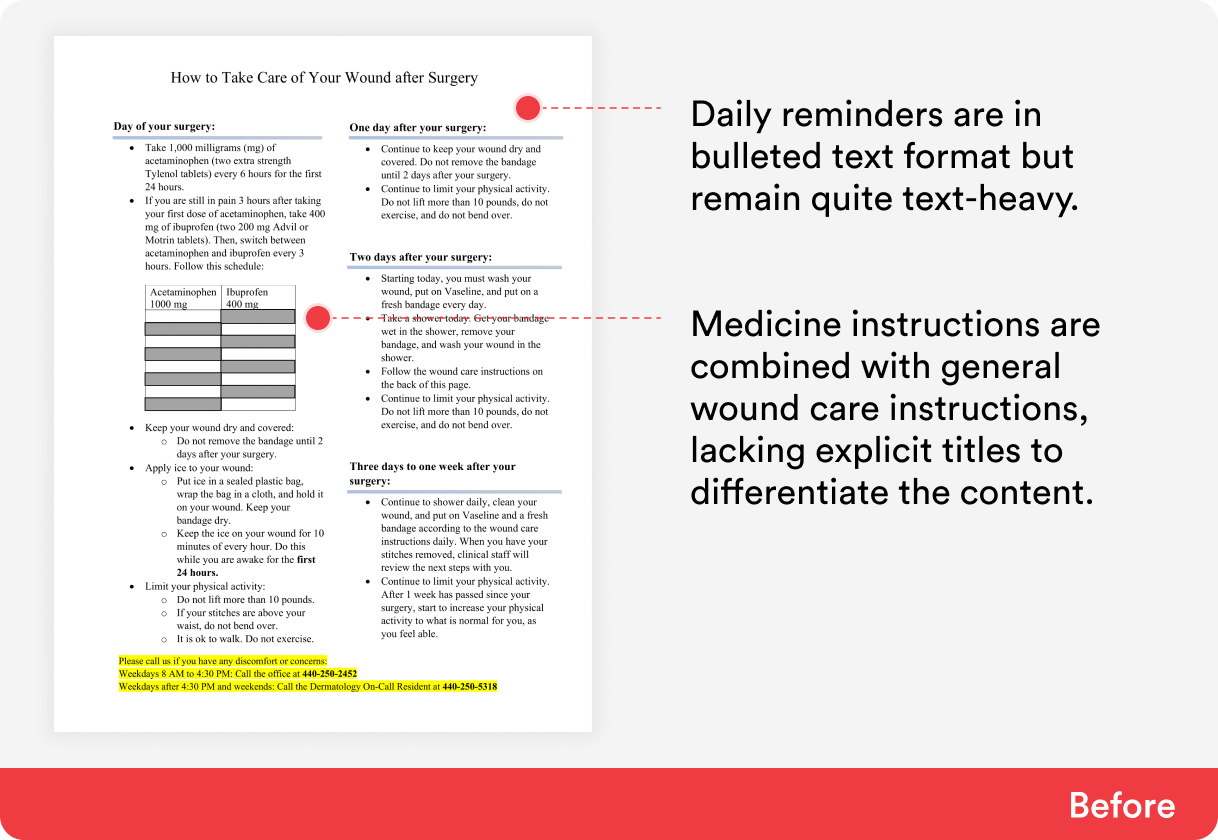 How to Take Care of Your Wound after Surgery
Day of your surgery:
• Take 1,000 milligrams (mg) of
acetaminophen (two extra strength
Tylenol tablets) every 6 hours for the first
24 hours.
• If you are still in pain 3 hours after taking
your first dose of acetaminophen, take 400
mg of ibuprofen (two 200 mg Advil or
Motrin tablets). Then, switch between
acetaminophen and ibuprofen every 3
hours. Follow this schedule:
Acetaminophen Ibuprofen
1000 mg 400 mg
• Keep your wound dry and covered:
o Do not remove the bandage until 2
days after your surgery.
• Apply ice to your wound:
o Put ice in a sealed plastic bag,
wrap the bag in a cloth, and hold it
on your wound. Keep your
bandage dry.
o Keep the ice on your wound for 10
minutes of every hour. Do this
while you are awake for the first
24 hours.
• Limit your physical activity:
o Do not lift more than 10 pounds.
o If your stitches are above your
waist, do not bend over.
o It is ok to walk. Do not exercise.
One day after your surgery:
• Continue to keep your wound dry and
covered. Do not remove the bandage
until 2 days after your surgery.
• Continue to limit your physical activity.
Do not lift more than 10 pounds, do not
exercise, and do not bend over.
Two days after your surgery:
• Starting today, you must wash your
wound, put on Vaseline, and put on a
fresh bandage every day.
• Take a shower today. Get your bandage
wet in the shower, remove your
bandage, and wash your wound in the
shower.
• Follow the wound care instructions on
the back of this page.
• Continue to limit your physical activity.
Do not lift more than 10 pounds, do not
exercise, and do not bend over.
Three days to one week after your
surgery:
• Continue to shower daily, clean your
wound, and put on Vaseline and a fresh
bandage according to the wound care
instructions daily. When you have your
stitches removed, clinical staff will
review the next steps with you.
• Continue to limit your physical activity.
After 1 week has passed since your
surgery, start to increase your physical
activity to what is normal for you, as
you feel able.
Please call us if you have any discomfort or concerns:
Weekdays 8 AM to 4:30 PM: Call the office at 440-250-2452
Weekdays after 4:30 PM and weekends: Call the Dermatology On-Call Resident at 440-250-5318
Daily reminders are in
bulleted text format but
remain quite text-heavy.
Medicine instructions are
combined with general
wound care instructions,
lacking explicit titles to
differentiate the content.
Before